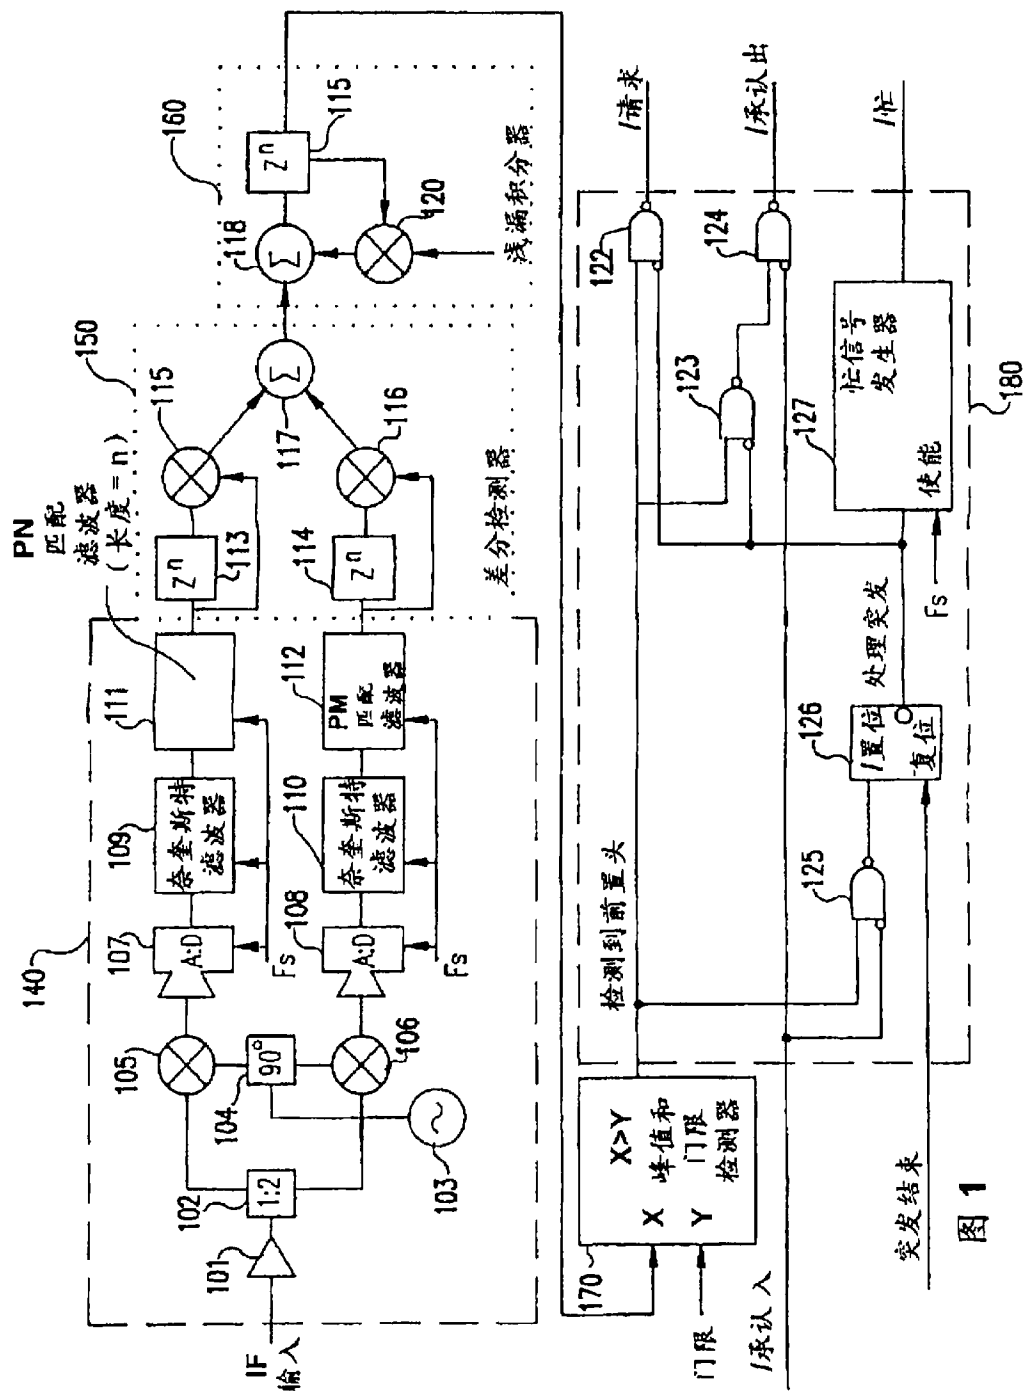 IF
输入
101
102
1:2
103
104
90°
105
106
107
A:D
108
A:D
Fs
Fs
109
奈奎斯特
滤波器
110
奈奎斯特
滤波器
111
112
PM
匹配
滤波器
140
PN
匹配
滤波器
(长度=n)
113
Zⁿ
114
Zⁿ
115
116
117
Σ
150
差分检测器
118
Σ
Zⁿ
115
120
160
浅漏积分器
170
X>Y
峰值和
门限
检测器
X
Y
门限
/承认入
检测到前置头
122
123
124
125
126
/置位
复位
处理突发
127
忙信号
发生器
使能
Fs
180
/请求
/承认出
/忙
突发结束
图1